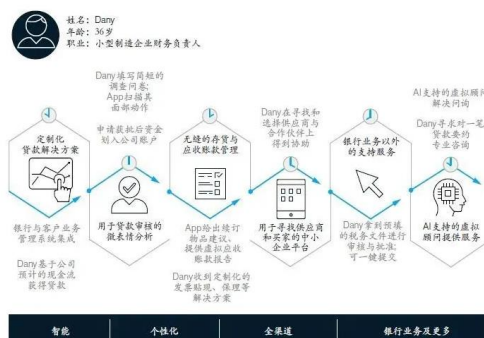 姓名: Dany
年龄: 36岁
职业: 小型制造企业财务负责人
定制化
贷款解决方案
银行与客户业务
管理系统集成
Dany基于公司
预计的现金流
获得贷款
Dany填写简短的
调查问卷;
App扫描其
面部动作
申请获批后资金
划入公司账户
用于贷款审核的
微表情分析
无缝的存货与
应收账款管理
App给出续订
物品建议、
提供虚拟应收
账款报告
Dany收到定制化的
发票贴现、保理等
解决方案
Dany在寻找和
选择供应商与
合作伙伴上
得到协助
用于寻找供应商
和买家的中小
企业平台
银行业务以外
的支持服务
Dany拿到预填
的税务文件进行
审核与批准;
可一键提交
AI支持的虚拟顾问
解决问询
Dany寻求对一笔
贷款要约
专业咨询
AI支持的虚拟
顾问提供服务
智能
个性化
全渠道
银行业务及更多